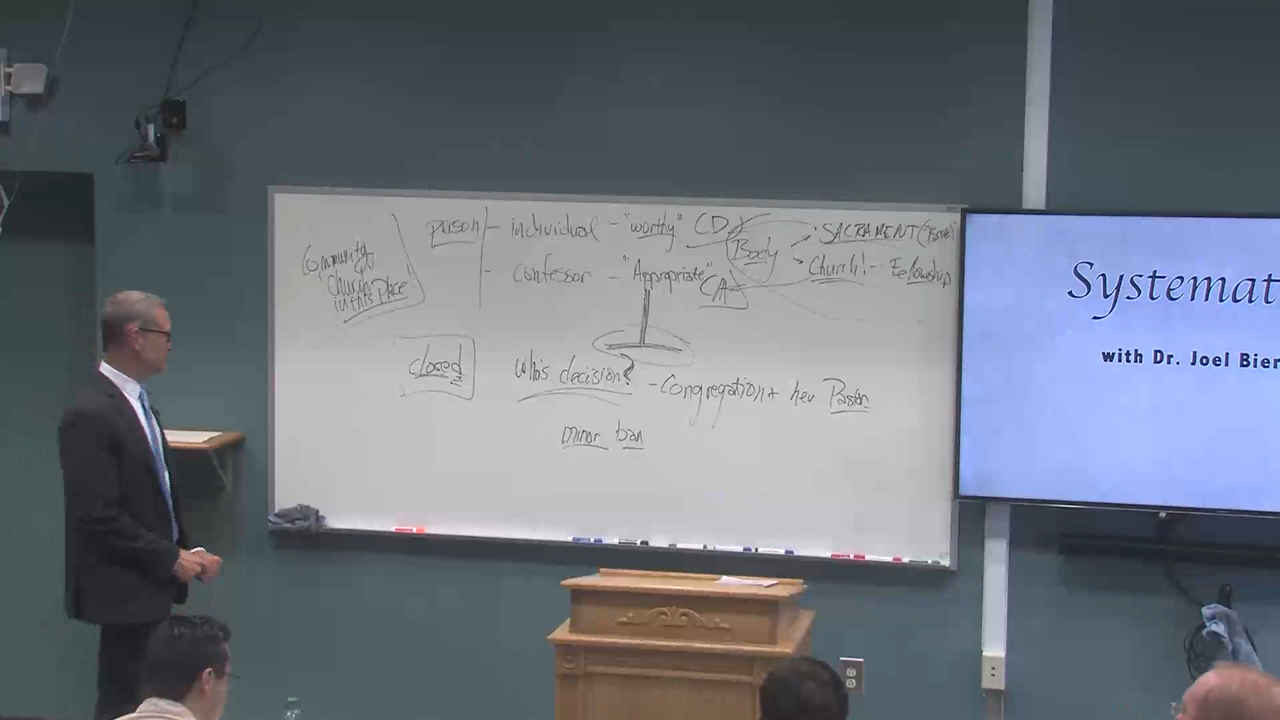 person - individual - "worthy" CD
Body
SACRAMENT
- confessor - "Appropriate" CA
Church! - Fellowship
Community
Church
in this Place
closed
who's decision?
- Congregation + her Pastor
minor ban
Systemat
with Dr. Joel Bier